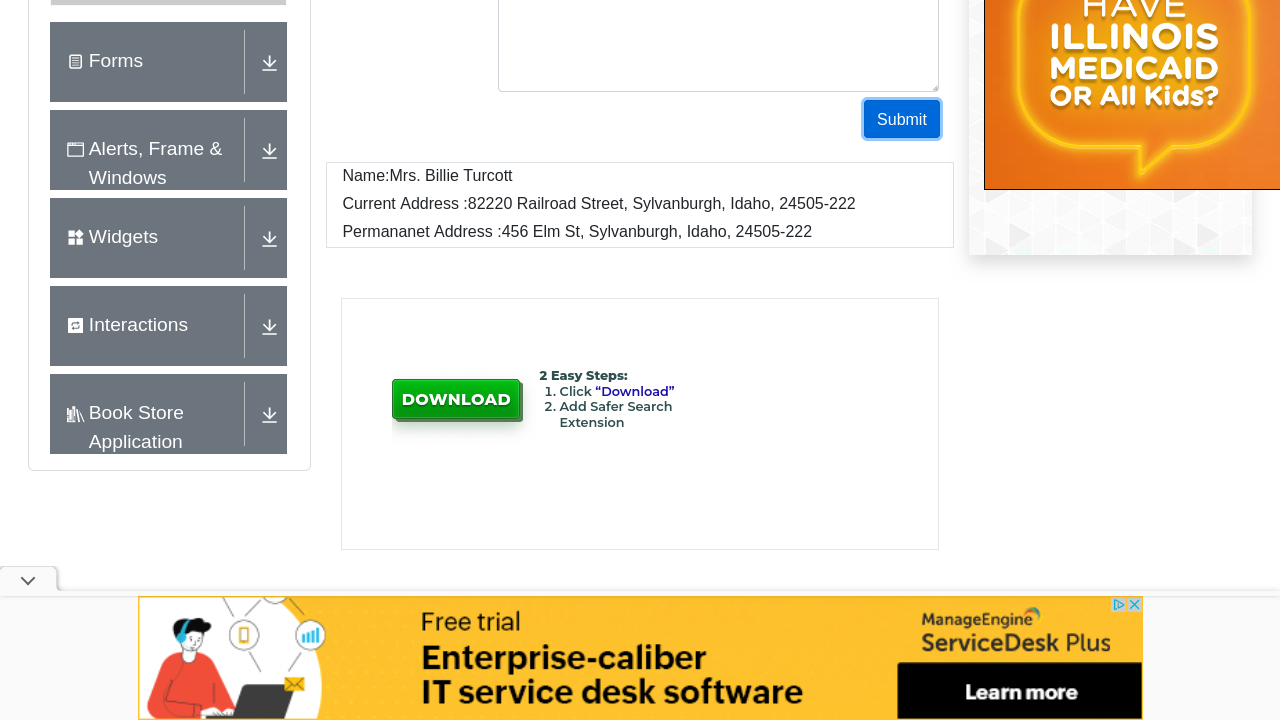 HAVE
ILLINOIS
MEDICAID
OR All Kids?
Forms
Alerts, Frame &
Windows
Widgets
Interactions
Book Store
Application
Submit
Name:Mrs. Billie Turcott
Current Address :82220 Railroad Street, Sylvanburgh, Idaho, 24505-222
Permananet Address :456 Elm St, Sylvanburgh, Idaho, 24505-222
DOWNLOAD
2 Easy Steps:
1. Click “Download”
2. Add Safer Search
Extension
Free trial
Enterprise-caliber
IT service desk software
ManageEngine
ServiceDesk Plus
Learn more